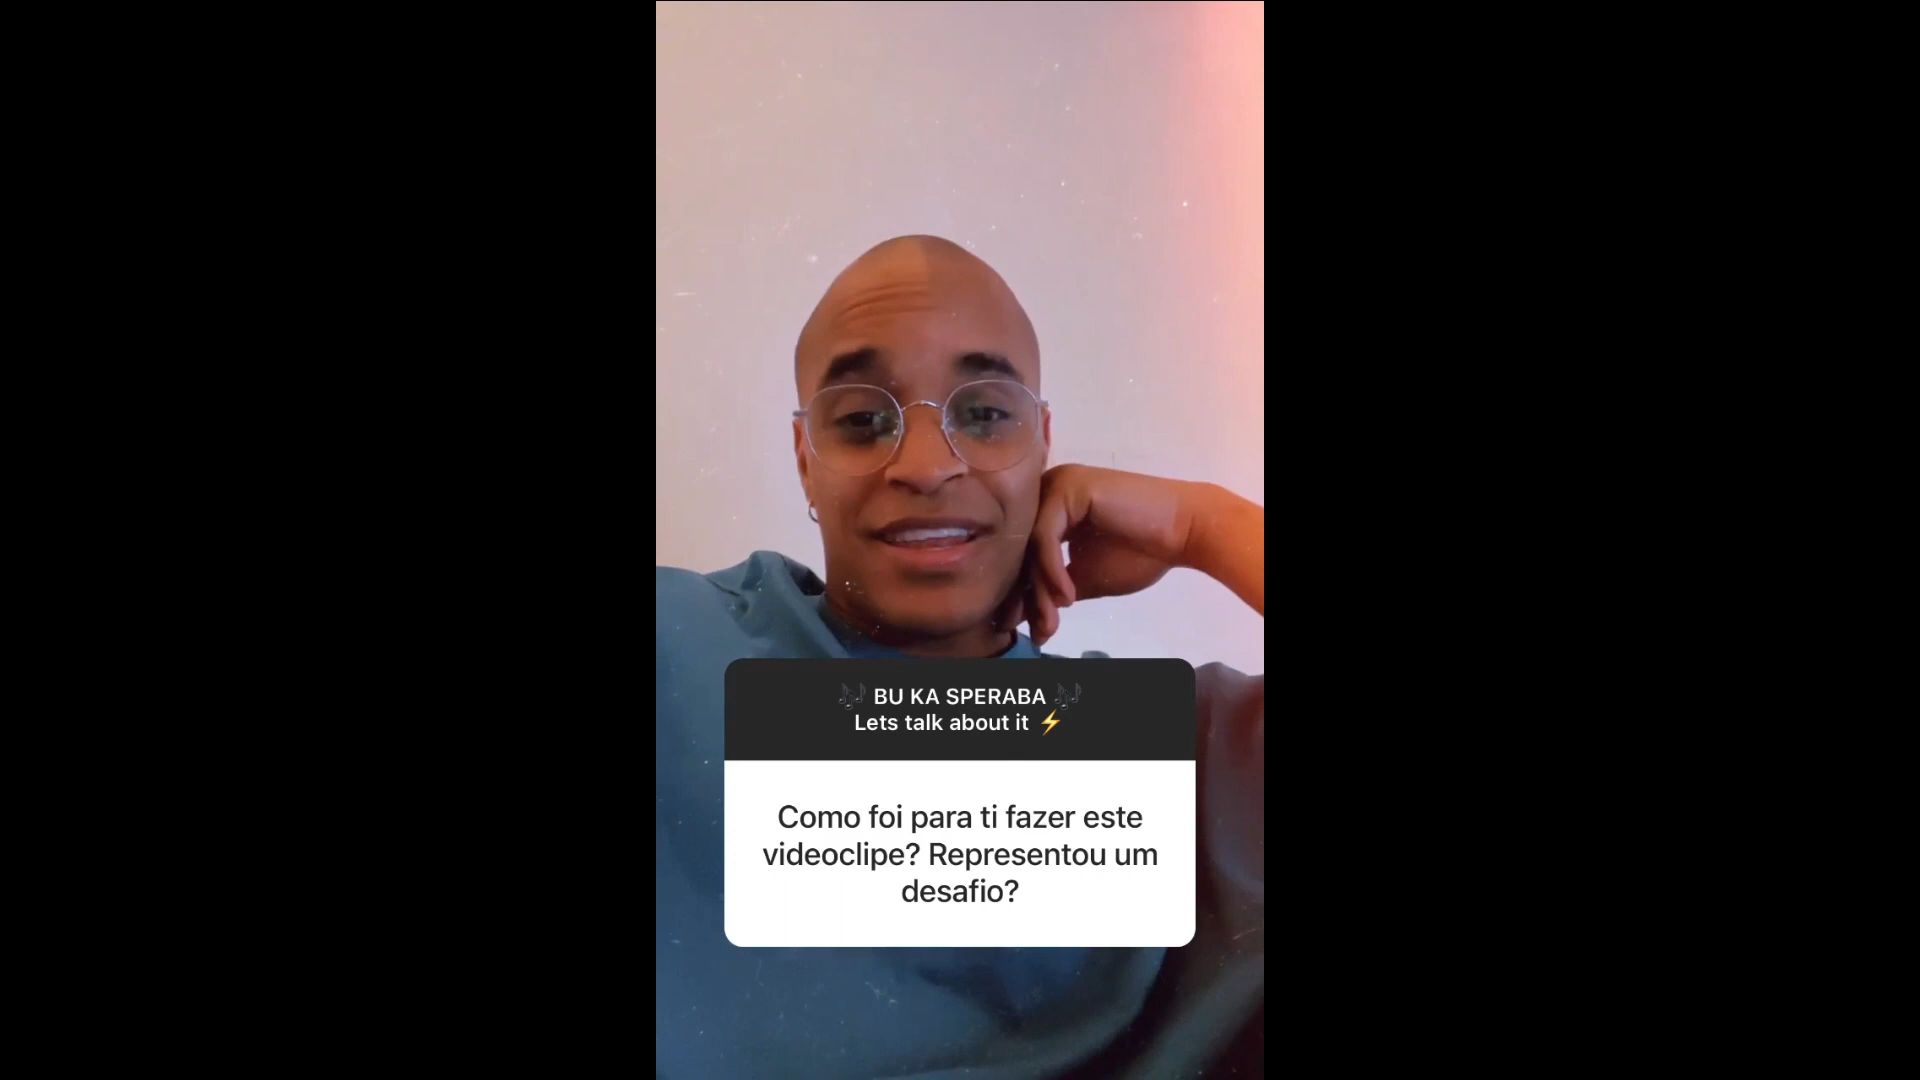 🎶 BU KA SPERABA 🎶
Lets talk about it ⚡
Como foi para ti fazer este
videoclipe? Representou um
desafio?